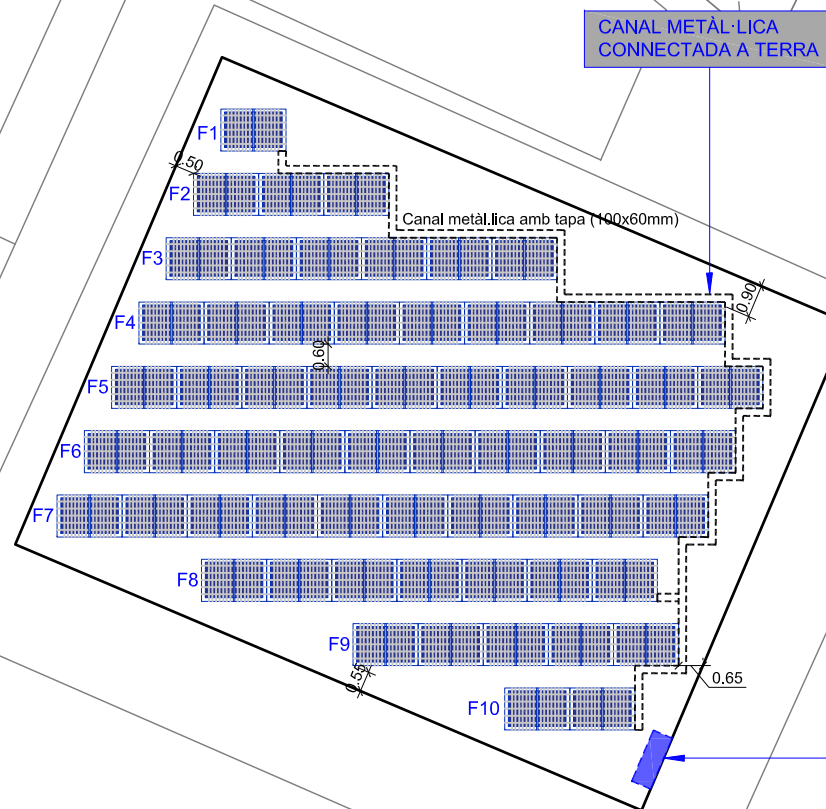 CANAL METÀL·LICA
CONNECTADA A TERRA
F1
0.50
F2
Canal metàl.lica amb tapa (100x60mm)
F3
0.90
F4
0.60
F5
F6
F7
F8
F9
0.55
0.65
F10